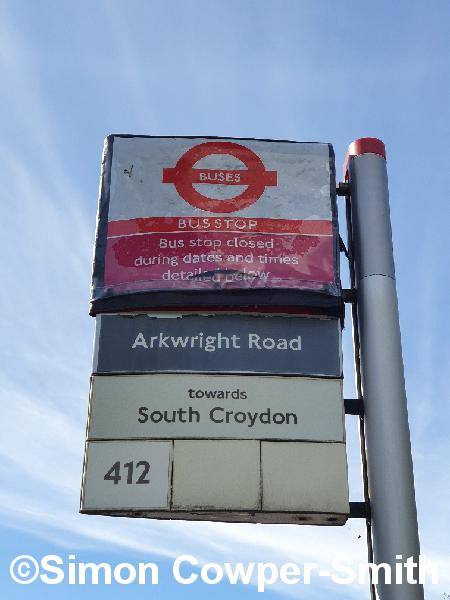 BUSES
BUS STOP
Bus stop closed
during dates and times
detailed below
Arkwright Road
towards
South Croydon
412
©Simon Cowper-Smith